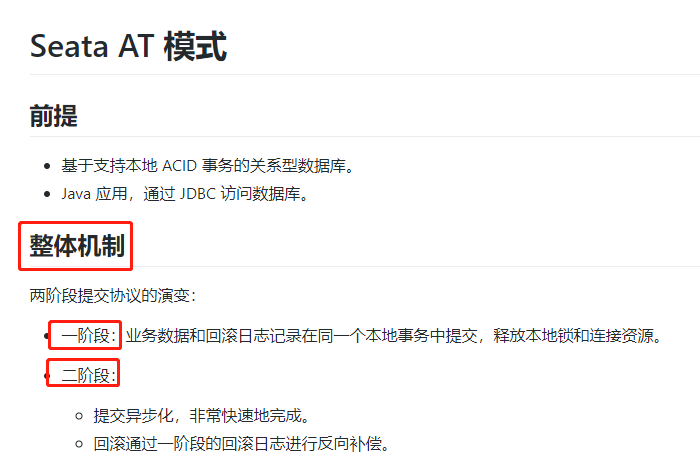 Seata AT 模式
前提
基于支持本地 ACID 事务的关系型数据库。
Java 应用，通过 JDBC 访问数据库。
整体机制
两阶段提交协议的演变：
一阶段：业务数据和回滚日志记录在同一个本地事务中提交，释放本地锁和连接资源。
二阶段：
提交异步化，非常快速地完成。
回滚通过一阶段的回滚日志进行反向补偿。